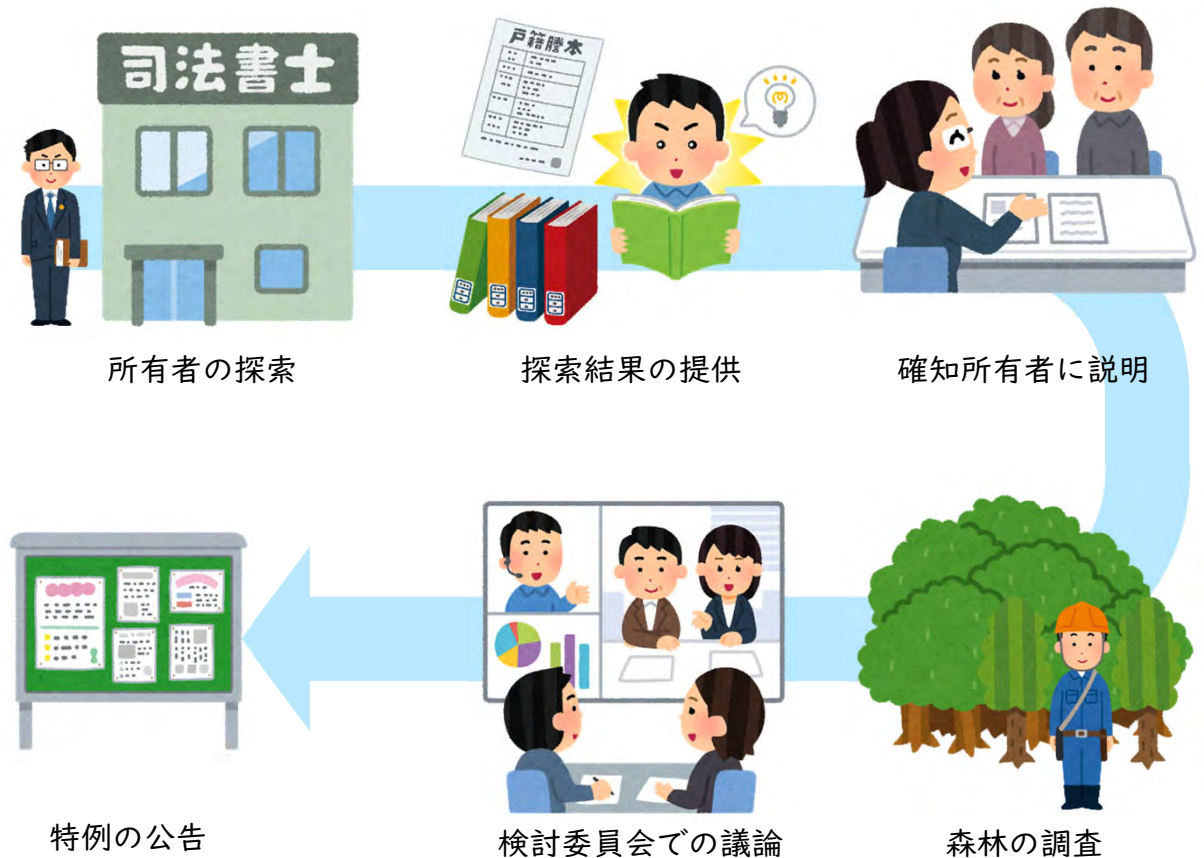 司法書士
戸籍謄本
所有者の探索
探索結果の提供
確知所有者に説明
特例の公告
検討委員会での議論
森林の調査